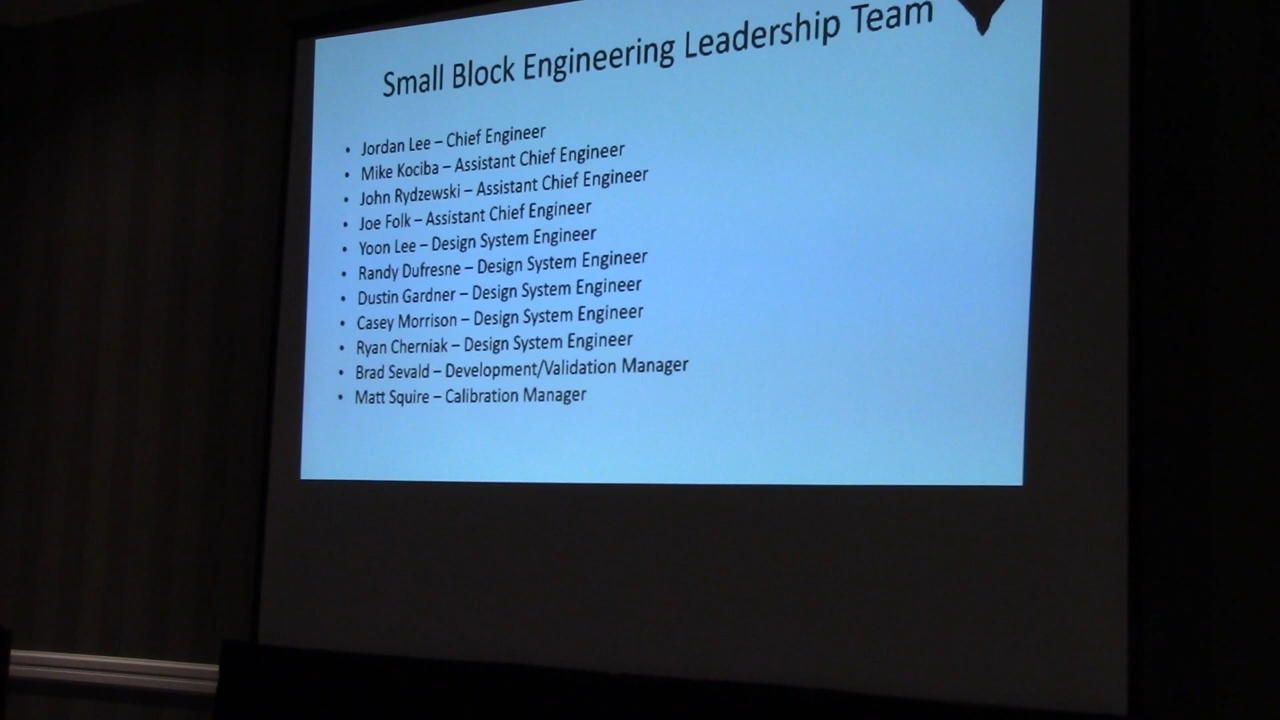 Small Block Engineering Leadership Team
• Jordan Lee – Chief Engineer
• Mike Kociba – Assistant Chief Engineer
• John Rydzewski – Assistant Chief Engineer
• Joe Folk – Assistant Chief Engineer
• Yoon Lee – Design System Engineer
• Randy Dufresne – Design System Engineer
• Dustin Gardner – Design System Engineer
• Casey Morrison – Design System Engineer
• Ryan Cherniak – Design System Engineer
• Brad Sevald – Development/Validation Manager
• Matt Squire – Calibration Manager